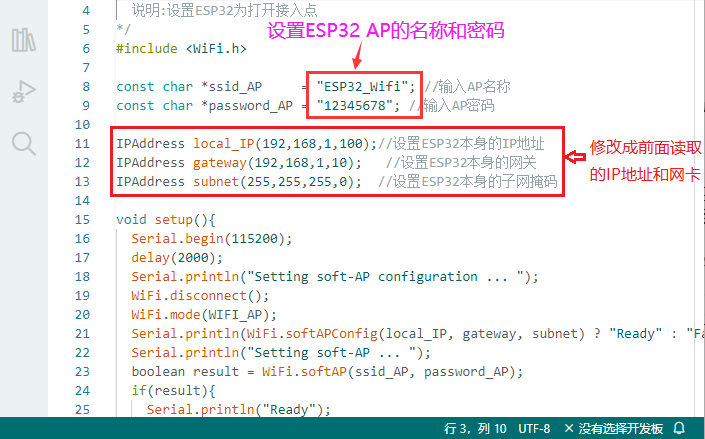 4 说明:设置ESP32为打开接入点
5 */
设置ESP32 AP的名称和密码
6 #include <WiFi.h>
7
8 const char *ssid_AP = "ESP32_Wifi"; //输入AP名称
9 const char *password_AP = "12345678"; //输入AP密码
10
11 IPAddress local_IP(192,168,1,100);//设置ESP32本身的IP地址
12 IPAddress gateway(192,168,1,10); //设置ESP32本身的网关
13 IPAddress subnet(255,255,255,0); //设置ESP32本身的子网掩码
修改成前面读取
的IP地址和网卡
14
15 void setup(){
16 Serial.begin(115200);
17 delay(2000);
18 Serial.println("Setting soft-AP configuration ... ");
19 WiFi.disconnect();
20 WiFi.mode(WIFI_AP);
21 Serial.println(WiFi.softAPConfig(local_IP, gateway, subnet) ? "Ready" : "Fa
22 Serial.println("Setting soft-AP ... ");
23 boolean result = WiFi.softAP(ssid_AP, password_AP);
24 if(result){
25 Serial.println("Ready");
行 3，列 10 UTF-8 × 没有选择开发板